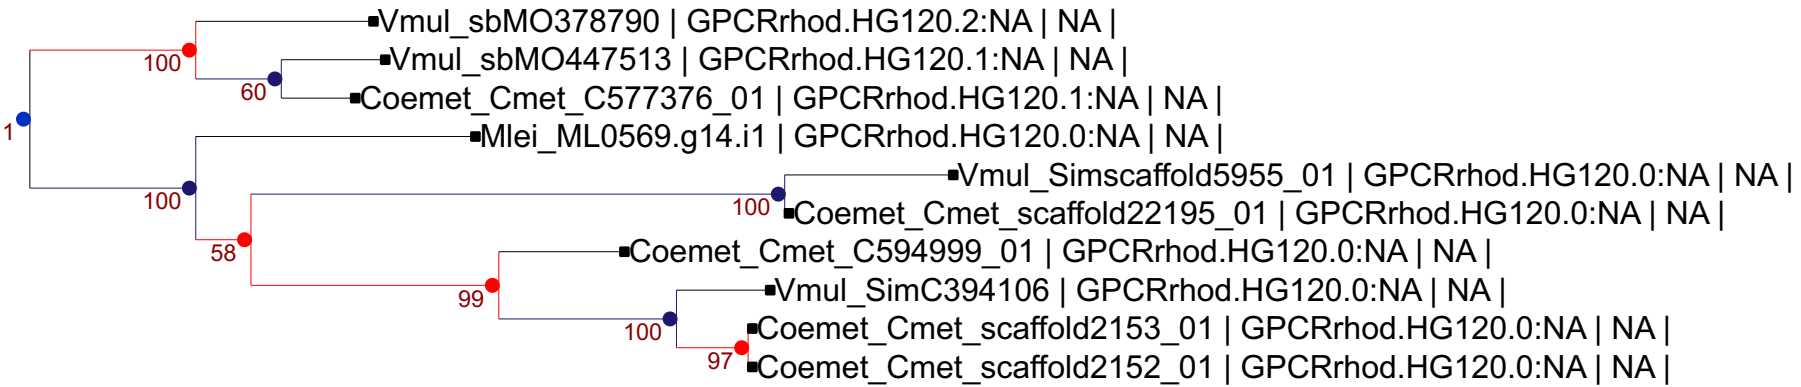 Vmul_sbMO378790 | GPCRrhod.HG120.2:NA | NA |
100
Vmul_sbMO447513 | GPCRrhod.HG120.1:NA | NA |
60
Coemet_Cmet_C577376_01 | GPCRrhod.HG120.1:NA | NA |
1
Mlei_ML0569.g14.i1 | GPCRrhod.HG120.0:NA | NA |
100
Vmul_Simscaffold5955_01 | GPCRrhod.HG120.0:NA | NA |
100
Coemet_Cmet_scaffold22195_01 | GPCRrhod.HG120.0:NA | NA |
58
Coemet_Cmet_C594999_01 | GPCRrhod.HG120.0:NA | NA |
99
Vmul_SimC394106 | GPCRrhod.HG120.0:NA | NA |
100
Coemet_Cmet_scaffold2153_01 | GPCRrhod.HG120.0:NA | NA |
97
Coemet_Cmet_scaffold2152_01 | GPCRrhod.HG120.0:NA | NA |